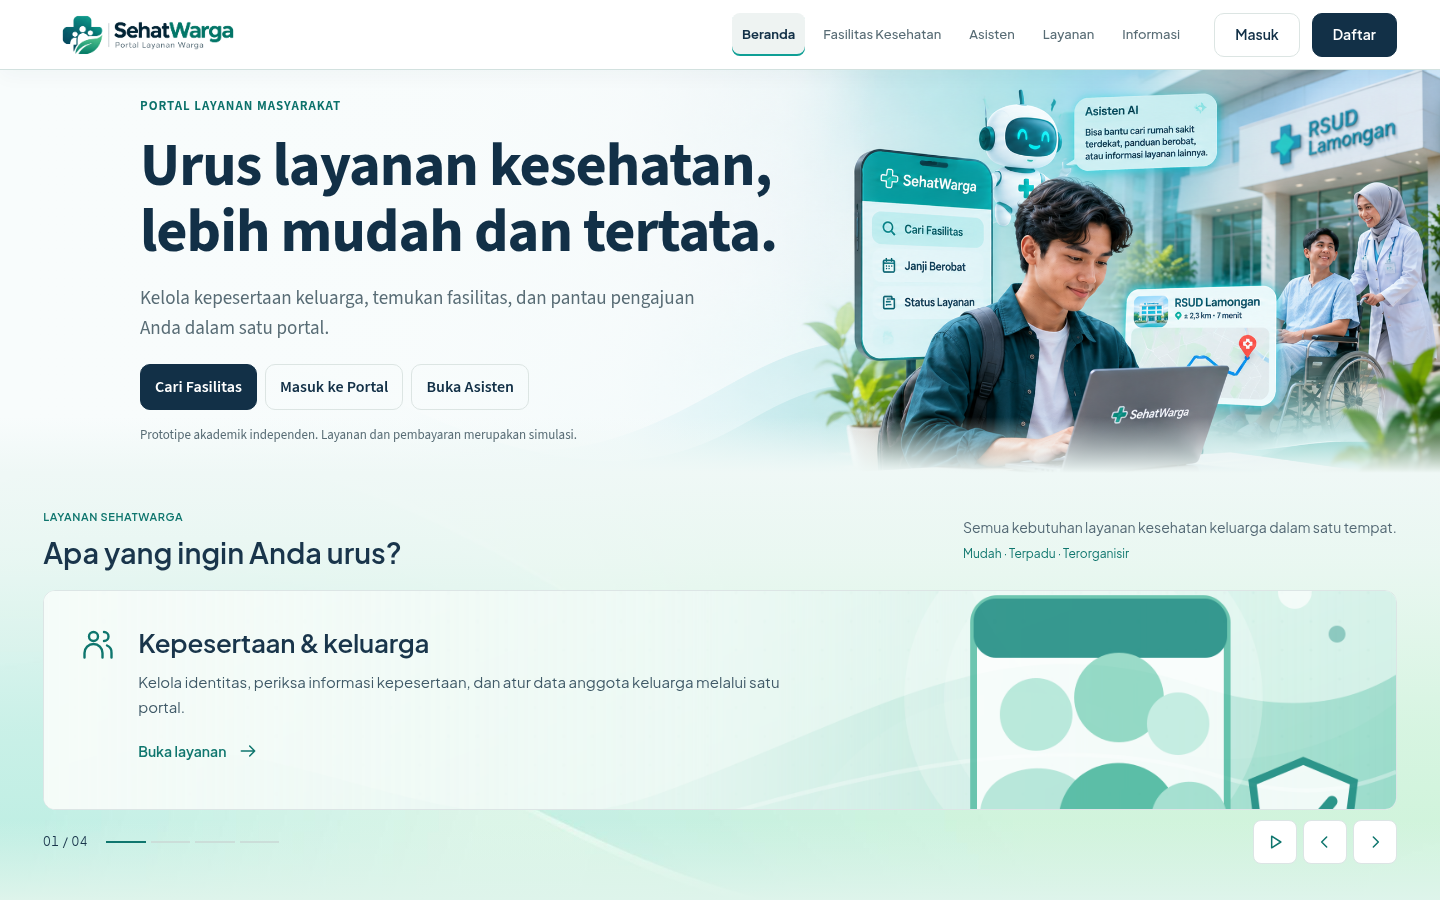 SehatWarga
Portal Layanan Warga
Beranda
Fasilitas Kesehatan
Asisten
Layanan
Informasi
Masuk
Daftar
PORTAL LAYANAN MASYARAKAT
Urus layanan kesehatan,
lebih mudah dan tertata.
Kelola kepesertaan keluarga, temukan fasilitas, dan pantau pengajuan
Anda dalam satu portal.
Cari Fasilitas
Masuk ke Portal
Buka Asisten
Prototipe akademik independen. Layanan dan pembayaran merupakan simulasi.
SehatWarga
Cari Fasilitas
Janji Berobat
Status Layanan
Asisten AI
Bisa bantu cari rumah sakit
terdekat, panduan berobat,
atau informasi layanan lainnya.
RSUD
Lamongan
RSUD Lamongan
± 2,3 km • 7 menit
SehatWarga
LAYANAN SEHATWARGA
Apa yang ingin Anda urus?
Semua kebutuhan layanan kesehatan keluarga dalam satu tempat.
Mudah · Terpadu · Terorganisir
Kepesertaan & keluarga
Kelola identitas, periksa informasi kepesertaan, dan atur data anggota keluarga melalui satu
portal.
Buka layanan
01 / 04